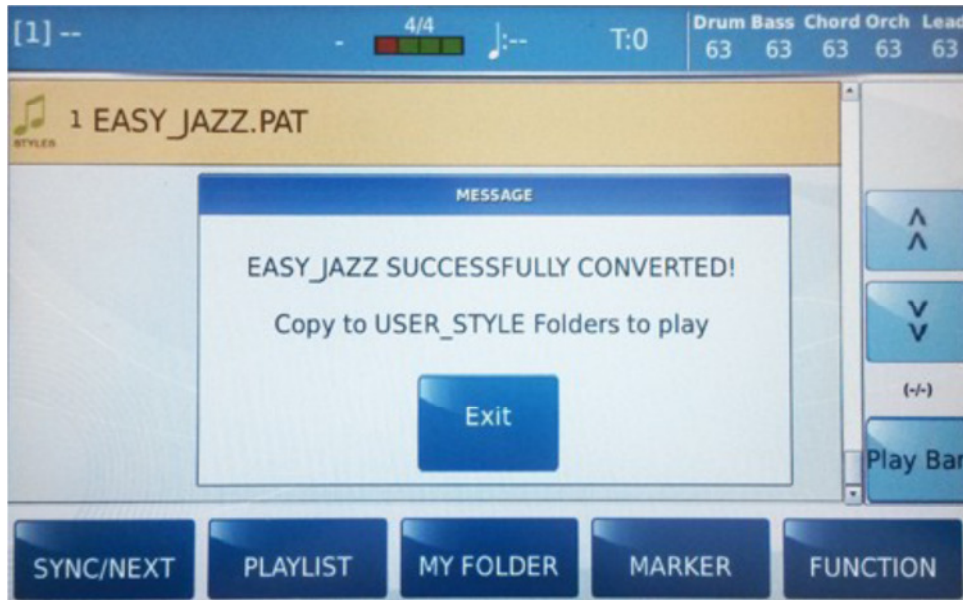 [1] --
- 4/4 ♩:-- T:0
Drum Bass Chord Orch Lead
63 63 63 63 63
STYLES 1 EASY_JAZZ.PAT
MESSAGE
EASY_JAZZ SUCCESSFULLY CONVERTED!
Copy to USER_STYLE Folders to play
Exit
(-/-)
Play Bar
SYNC/NEXT PLAYLIST MY FOLDER MARKER FUNCTION